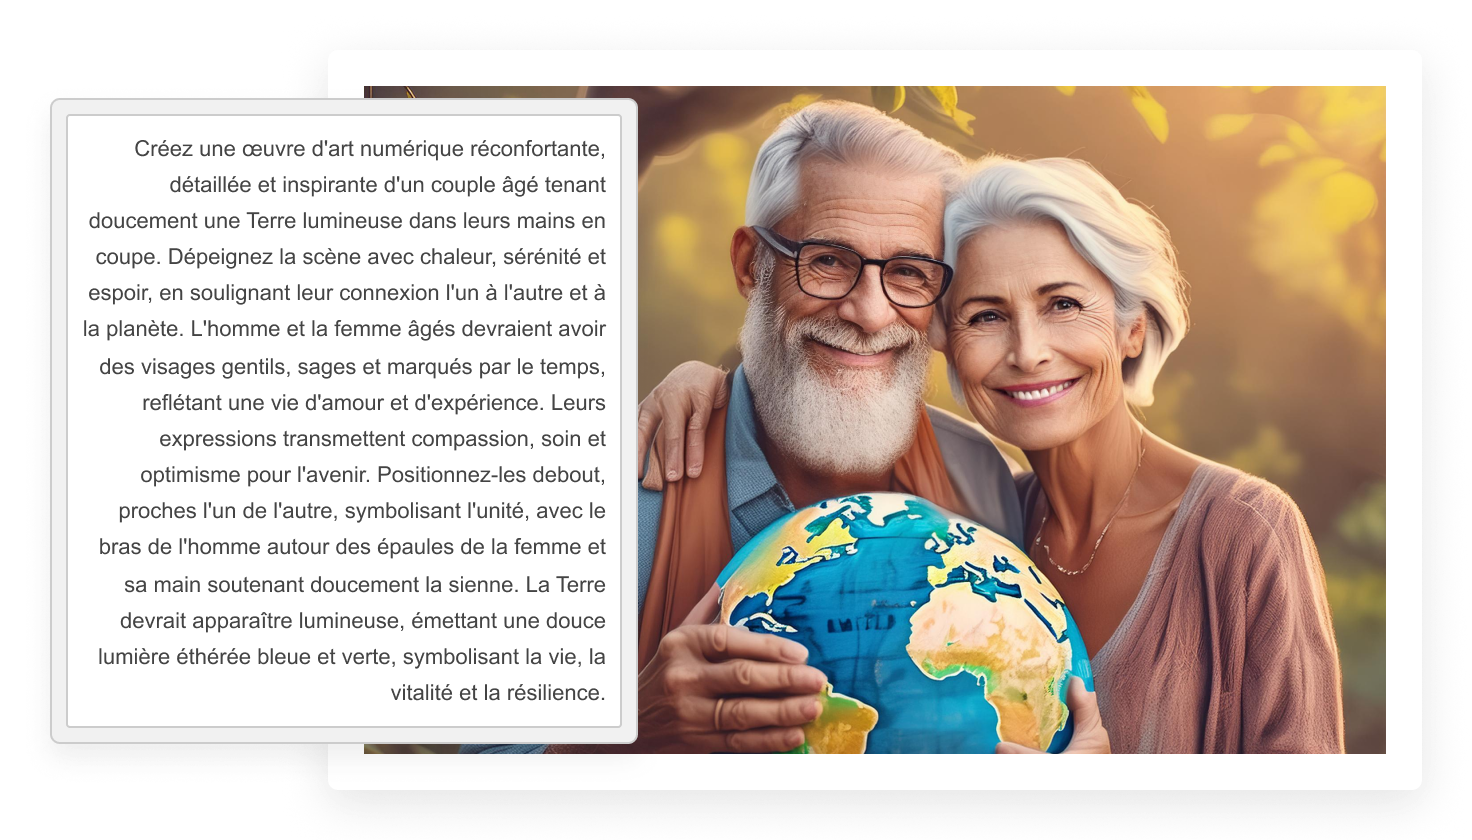 Créez une œuvre d'art numérique réconfortante,
détaillée et inspirante d'un couple âgé tenant
doucement une Terre lumineuse dans leurs mains en
coupe. Dépeignez la scène avec chaleur, sérénité et
espoir, en soulignant leur connexion l'un à l'autre et à
la planète. L'homme et la femme âgés devraient avoir
des visages gentils, sages et marqués par le temps,
reflétant une vie d'amour et d'expérience. Leurs
expressions transmettent compassion, soin et
optimisme pour l'avenir. Positionnez-les debout,
proches l'un de l'autre, symbolisant l'unité, avec le
bras de l'homme autour des épaules de la femme et
sa main soutenant doucement la sienne. La Terre
devrait apparaître lumineuse, émettant une douce
lumière éthérée bleue et verte, symbolisant la vie, la
vitalité et la résilience.